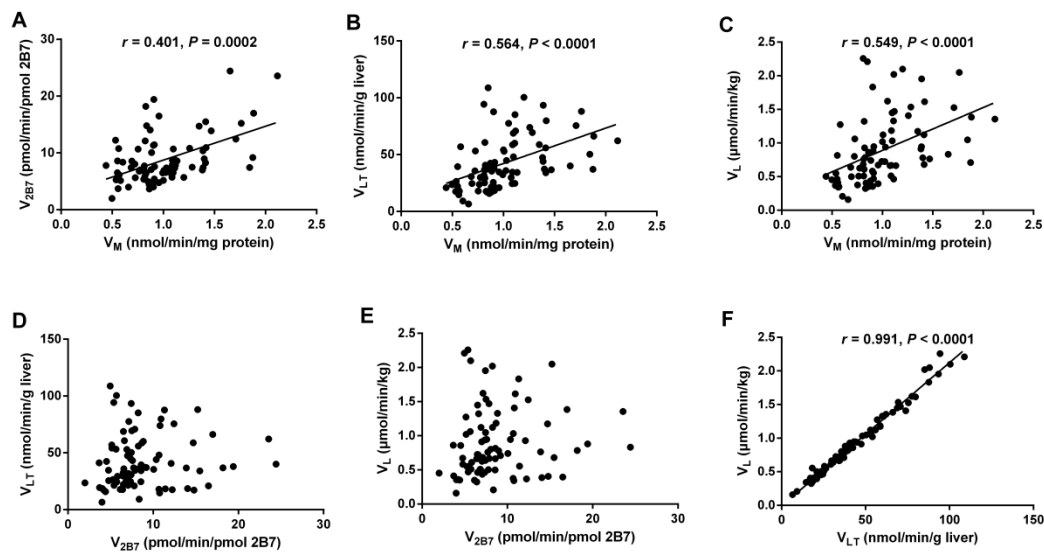 A
r = 0.401, P = 0.0002
V2B7 (pmol/min/pmol 2B7)
30
20
10
0
0.0 0.5 1.0 1.5 2.0 2.5
VM (nmol/min/mg protein)
B
r = 0.564, P < 0.0001
VLT (nmol/min/g liver)
150
100
50
0
0.0 0.5 1.0 1.5 2.0 2.5
VM (nmol/min/mg protein)
C
r = 0.549, P < 0.0001
VL (μmol/min/kg)
2.5
2.0
1.5
1.0
0.5
0.0
0.0 0.5 1.0 1.5 2.0 2.5
VM (nmol/min/mg protein)
D
VLT (nmol/min/g liver)
150
100
50
0
0 10 20 30
V2B7 (pmol/min/pmol 2B7)
E
VL (μmol/min/kg)
2.5
2.0
1.5
1.0
0.5
0.0
0 10 20 30
V2B7 (pmol/min/pmol 2B7)
F
r = 0.991, P < 0.0001
VL (μmol/min/kg)
2.5
2.0
1.5
1.0
0.5
0.0
0 50 100 150
VLT (nmol/min/g liver)